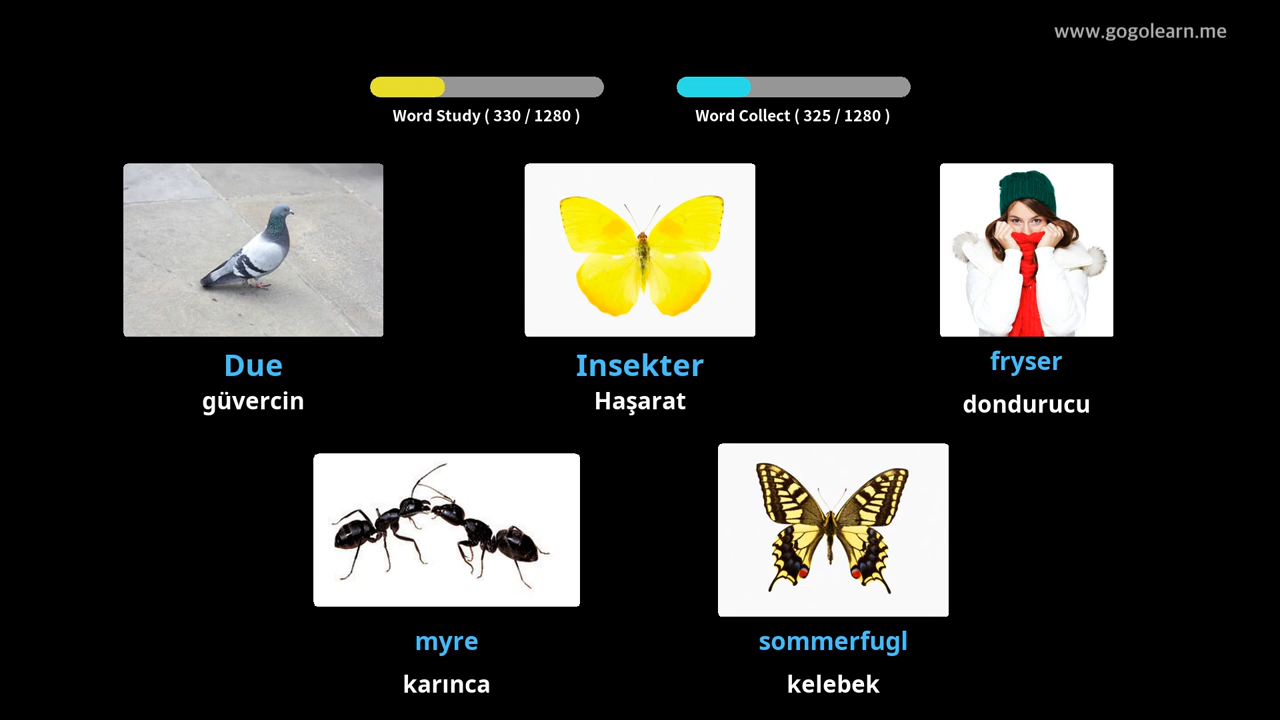 www.gogolearn.me
Word Study ( 330 / 1280 )
Word Collect ( 325 / 1280 )
Due
güvercin
Insekter
Haşarat
fryser
dondurucu
myre
karınca
sommerfugl
kelebek